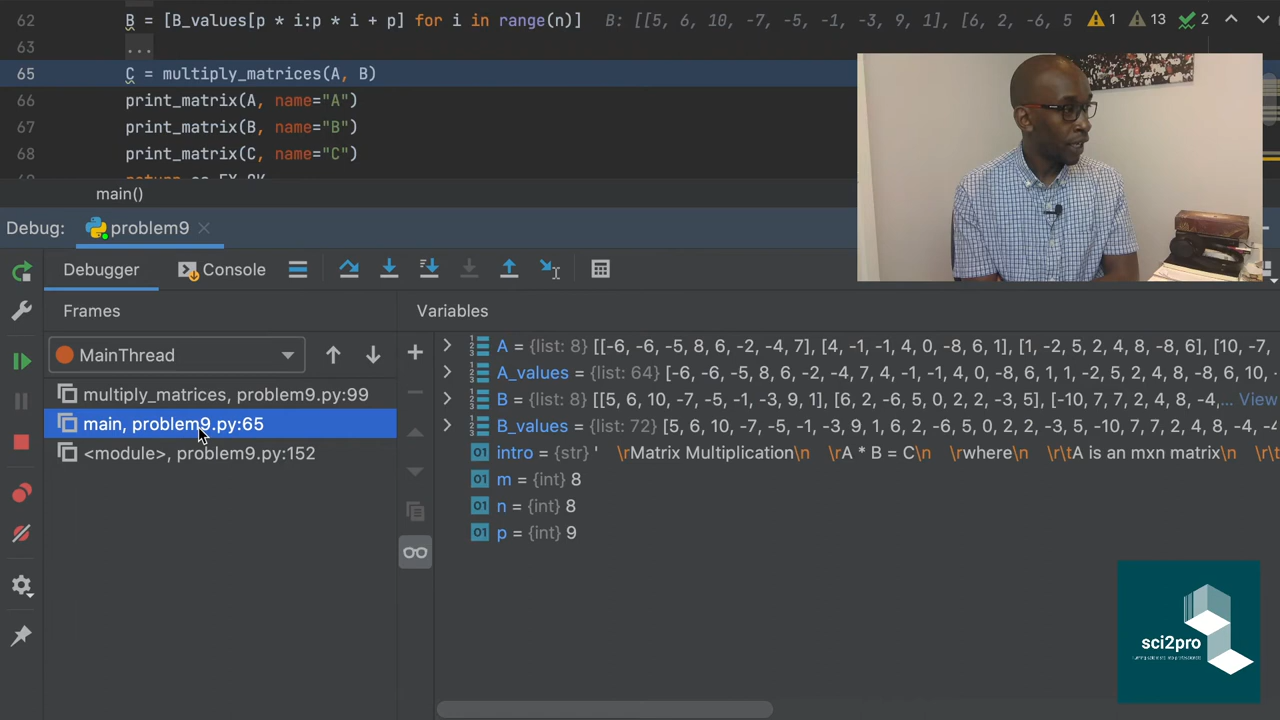 62 B = [B_values[p * i:p * i + p] for i in range(n)] B: [[5, 6, 10, -7, -5, -1, -3, 9, 1], [6, 2, -6, 5 1 13 2
63 ...
65 C = multiply_matrices(A, B)
66 print_matrix(A, name="A")
67 print_matrix(B, name="B")
68 print_matrix(C, name="C")
return os.EX_OK
main()
Debug: problem9
Debugger Console
Frames Variables
MainThread
multiply_matrices, problem9.py:99
main, problem9.py:65
<module>, problem9.py:152
A = {list: 8} [[-6, -6, -5, 8, 6, -2, -4, 7], [4, -1, -1, 4, 0, -8, 6, 1], [1, -2, 5, 2, 4, 8, -8, 6], [10, -7,
A_values = {list: 64} [-6, -6, -5, 8, 6, -2, -4, 7, 4, -1, -1, 4, 0, -8, 6, 1, 1, -2, 5, 2, 4, 8, -8, 6, 10,
B = {list: 8} [[5, 6, 10, -7, -5, -1, -3, 9, 1], [6, 2, -6, 5, 0, 2, 2, -3, 5], [-10, 7, 7, 2, 4, 8, -4,... View
B_values = {list: 72} [5, 6, 10, -7, -5, -1, -3, 9, 1, 6, 2, -6, 5, 0, 2, 2, -3, 5, -10, 7, 7, 2, 4, 8, -4,
intro = {str} ' \rMatrix Multiplication\n \rA * B = C\n \rwhere\n \r\tA is an mxn matrix\n \r\t
m = {int} 8
n = {int} 8
p = {int} 9
sci2pro